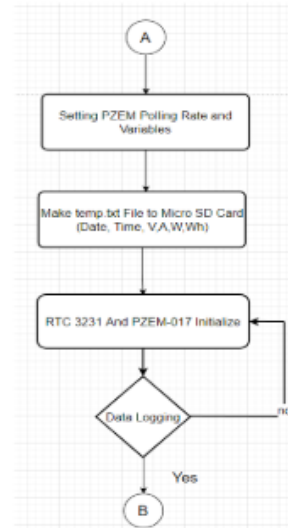 A
Setting PZEM Polling Rate and
Variables
Make temp.txt File to Micro SD Card
(Date, Time, V,A,W,Wh)
RTC 3231 And PZEM-017 Initialize
Data Logging
no
Yes
B